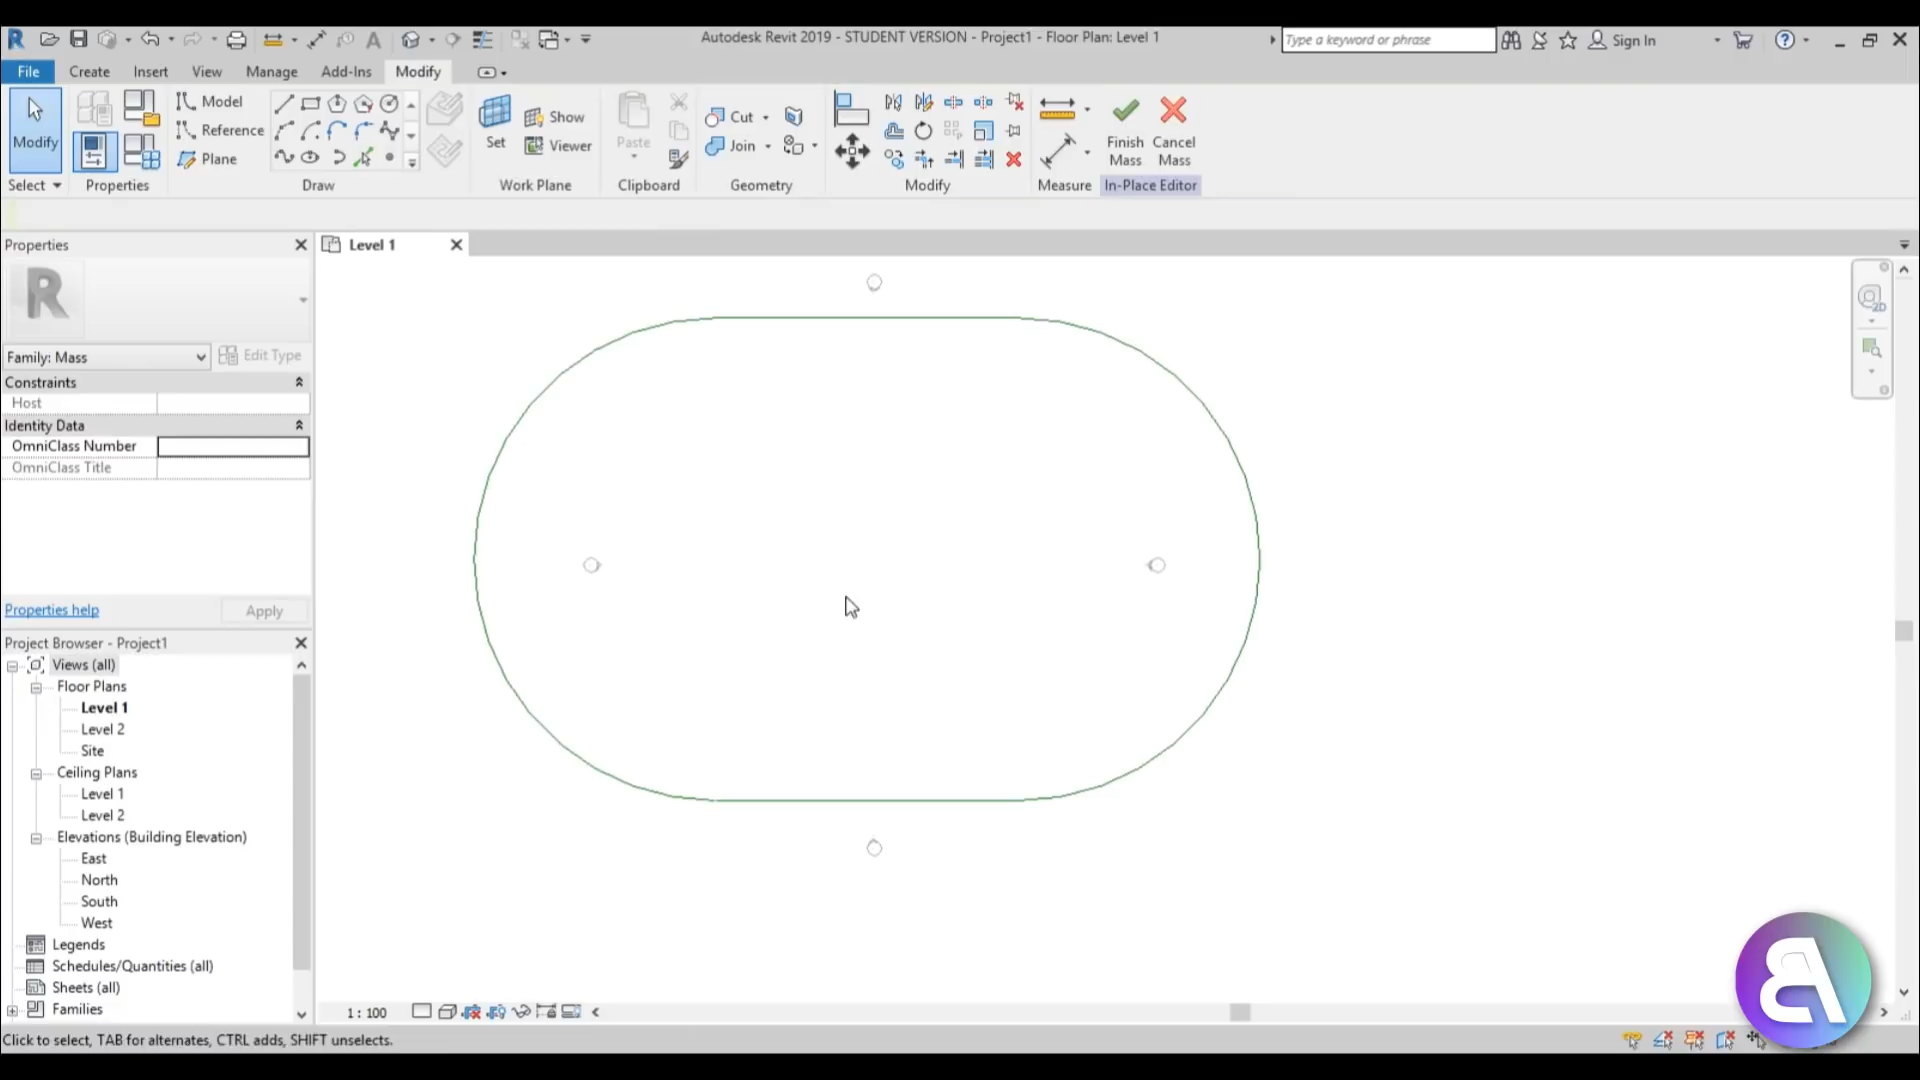 Autodesk Revit 2019 - STUDENT VERSION - Project1 - Floor Plan: Level 1
Type a keyword or phrase
Sign In
File Create Insert View Manage Add-Ins Modify
Modify
Select
Properties
Model
Reference
Plane
Draw
Set
Show
Viewer
Work Plane
Paste
Clipboard
Cut
Join
Geometry
Modify
Measure
Finish Mass
Cancel Mass
In-Place Editor
Properties
Level 1
R
Family: Mass
Edit Type
Constraints
Host
Identity Data
OmniClass Number
OmniClass Title
Properties help
Apply
Project Browser - Project1
Views (all)
Floor Plans
Level 1
Level 2
Site
Ceiling Plans
Level 1
Level 2
Elevations (Building Elevation)
East
North
South
West
Legends
Schedules/Quantities (all)
Sheets (all)
Families
2D
1 : 100
Click to select, TAB for alternates, CTRL adds, SHIFT unselects.